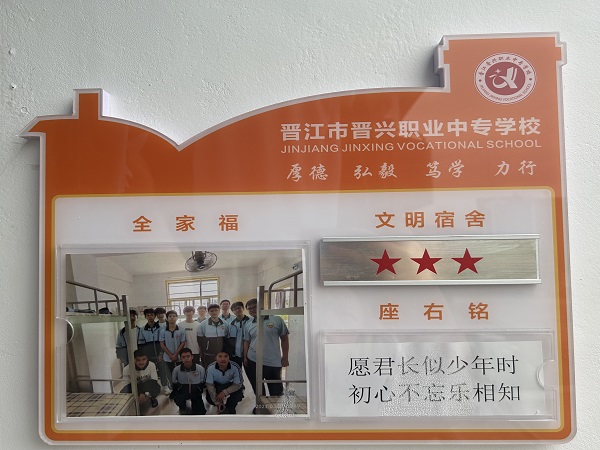 晋江市晋兴职业中专学校
JINJIANG JINXING VOCATIONAL SCHOOL
厚德 弘毅 笃学 力行
全家福
文明宿舍
座右铭
愿君长似少年时
初心不忘乐相知